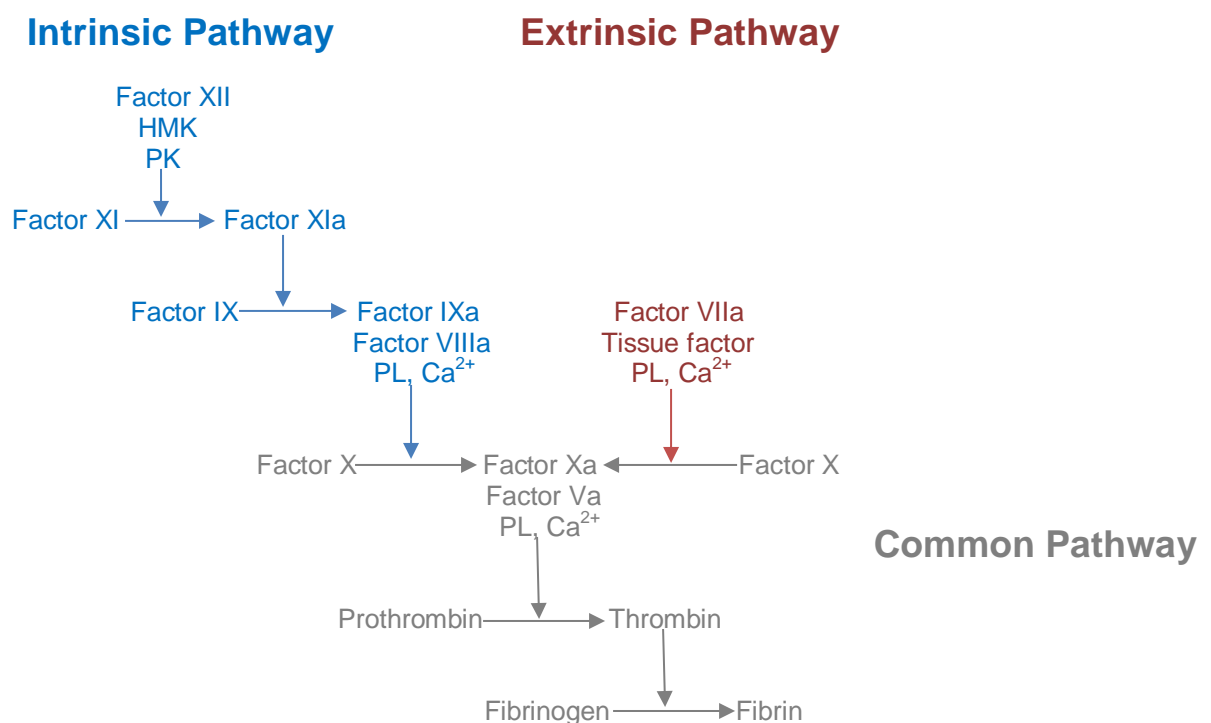 Intrinsic Pathway
Extrinsic Pathway
Factor XII
HMK
PK
Factor XI
Factor XIa
Factor IX
Factor IXa
Factor VIIIa
PL, Ca²⁺
Factor VIIa
Tissue factor
PL, Ca²⁺
Factor X
Factor Xa
Factor X
Factor Va
PL, Ca²⁺
Common Pathway
Prothrombin
Thrombin
Fibrinogen
Fibrin